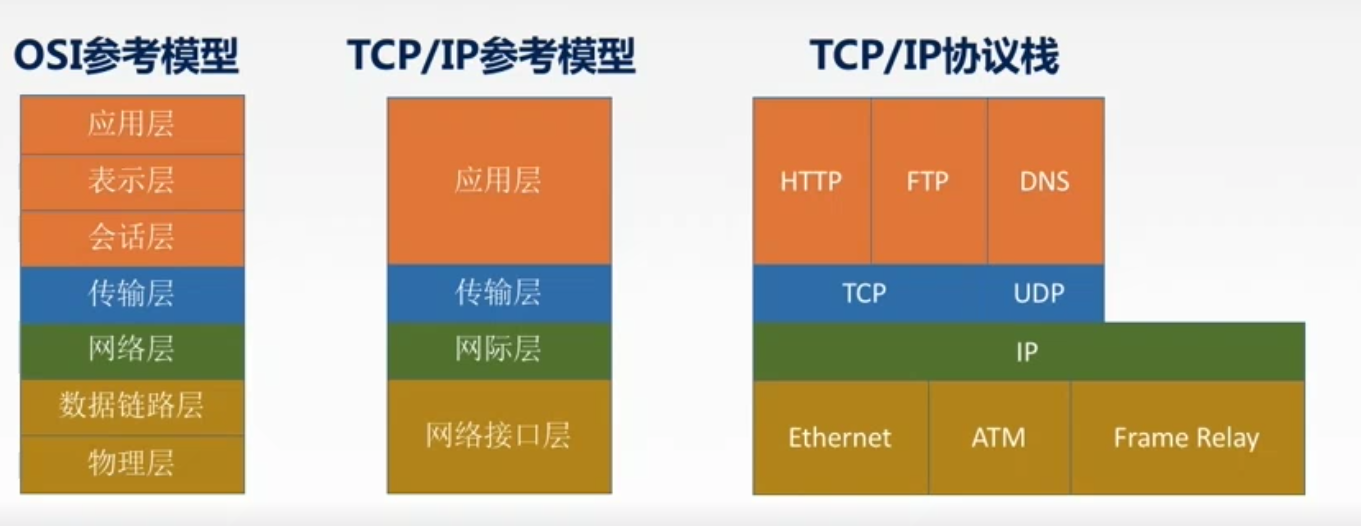 OSI参考模型
应用层
表示层
会话层
传输层
网络层
数据链路层
物理层
TCP/IP参考模型
应用层
传输层
网际层
网络接口层
TCP/IP协议栈
HTTP FTP DNS
TCP UDP
IP
Ethernet ATM Frame Relay